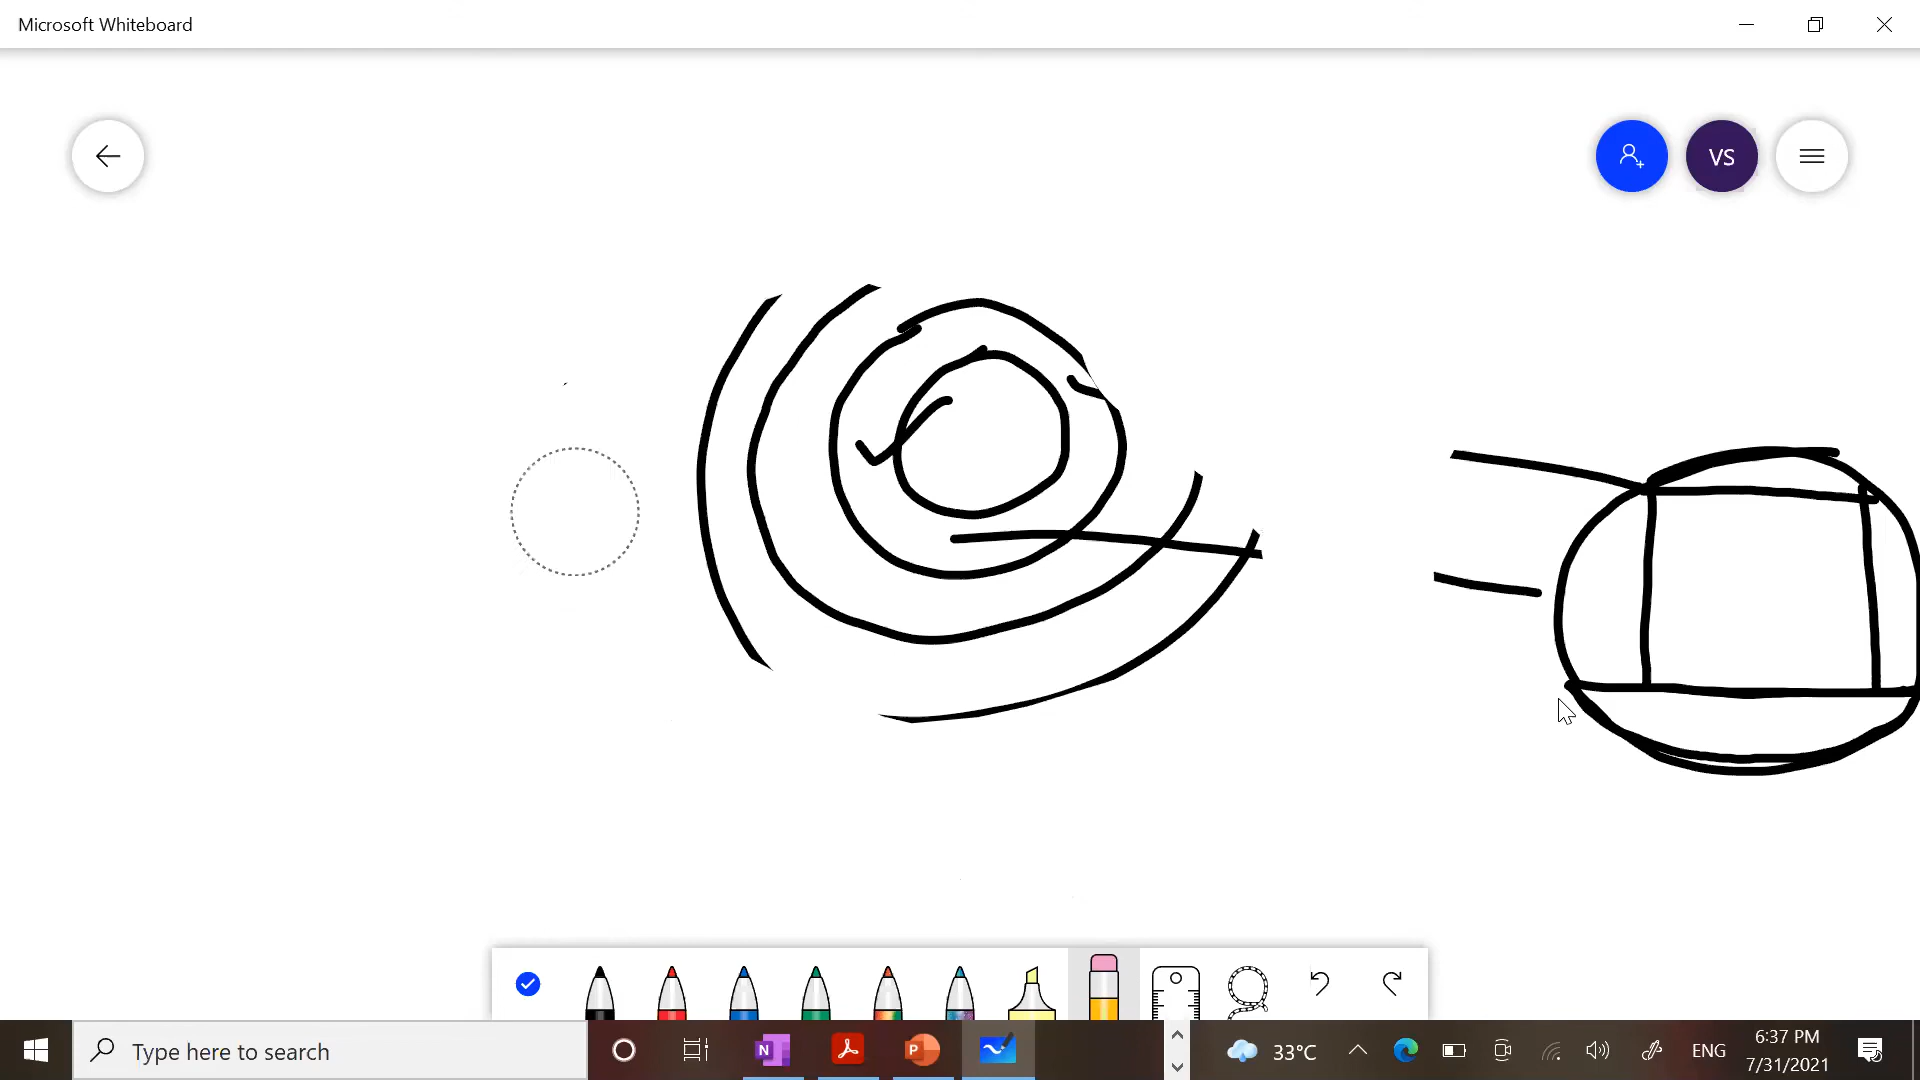 Microsoft Whiteboard
VS
Type here to search
N
P
33°C
ENG
6:37 PM
7/31/2021